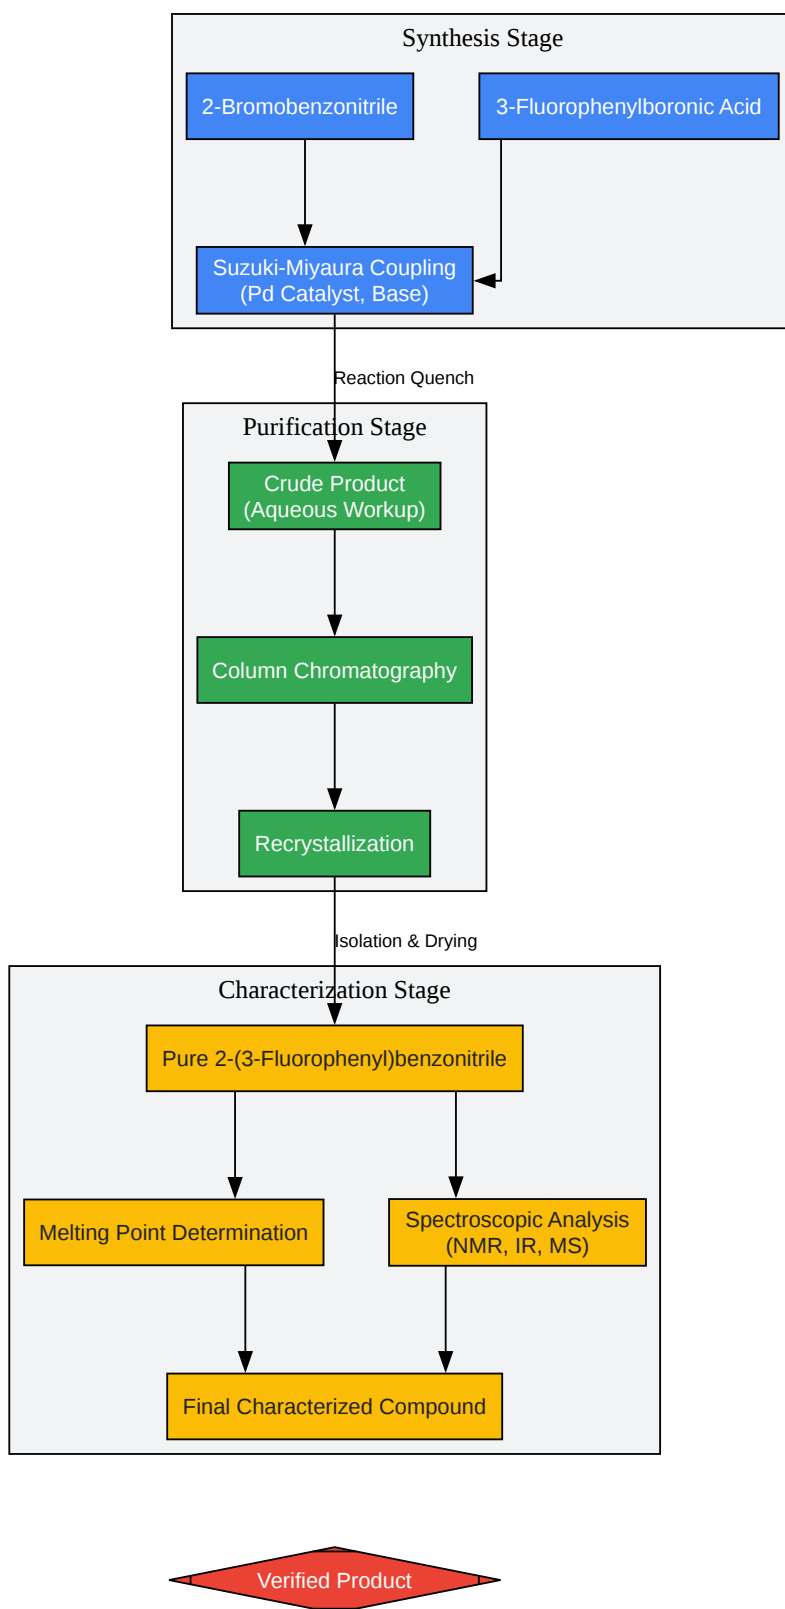 Synthesis Stage
2-Bromobenzonitrile
3-Fluorophenylboronic Acid
Suzuki-Miyaura Coupling
(Pd Catalyst, Base)
Reaction Quench
Purification Stage
Crude Product
(Aqueous Workup)
Column Chromatography
Recrystallization
Isolation & Drying
Characterization Stage
Pure 2-(3-Fluorophenyl)benzonitrile
Melting Point Determination
Spectroscopic Analysis
(NMR, IR, MS)
Final Characterized Compound
Verified Product